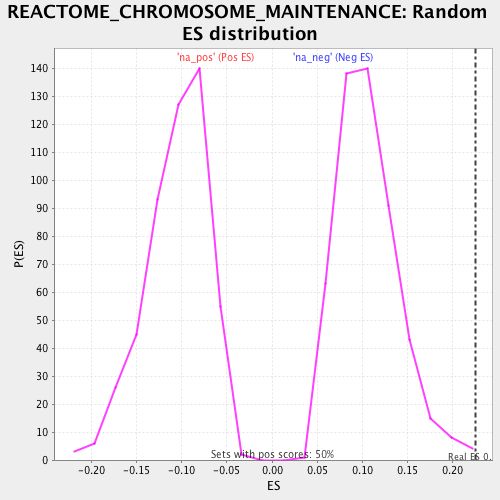 REACTOME_CHROMOSOME_MAINTENANCE: Random
ES distribution
'na_pos' (Pos ES)
'na_neg' (Neg ES)
140
130
120
110
100
90
80
70
60
50
40
30
20
10
0
P(ES)
Sets with pos scores: 50%
Real ES 0.
-0.20 -0.15 -0.10 -0.05 0.00 0.05 0.10 0.15 0.20
ES